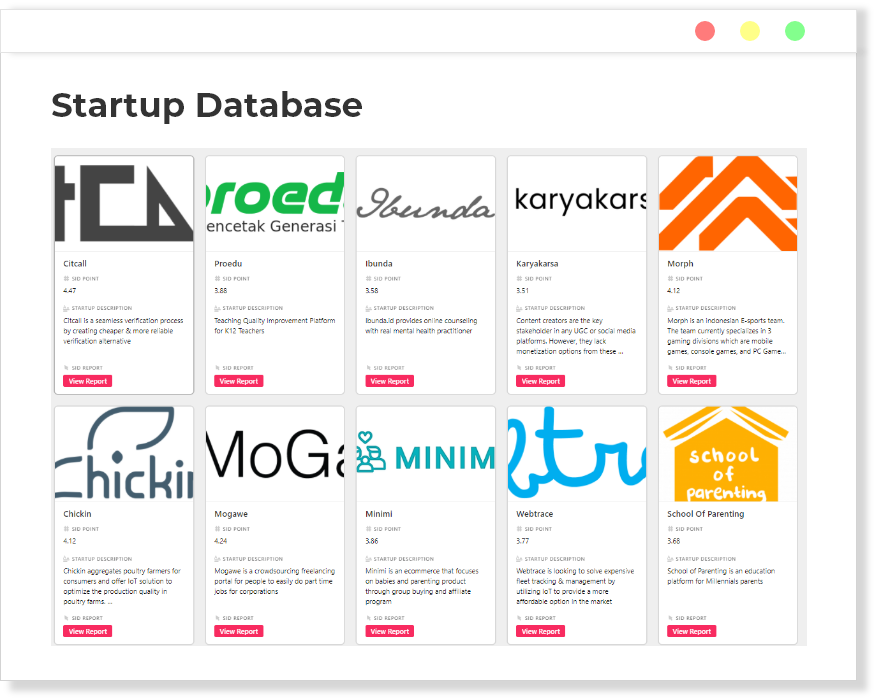 Startup Database
tCA
proed
encetak Generasi
Ibunda
karyakars
Citcall
SID POINT
4.47
STARTUP DESCRIPTION
Citcall is a seamless verification process
by creating cheaper & more reliable
verification alternative
SID REPORT
View Report
Proedu
SID POINT
3.88
STARTUP DESCRIPTION
Teaching Quality Improvement Platform
for K12 Teachers
SID REPORT
View Report
Ibunda
SID POINT
3.58
STARTUP DESCRIPTION
Ibunda.id provides online counseling
with real mental health practitioner
SID REPORT
View Report
Karyakarsa
SID POINT
3.51
STARTUP DESCRIPTION
Content creators are the key
stakeholder in any UGC or social media
platforms. However, they lack
monetization options from these ...
SID REPORT
View Report
Morph
SID POINT
4.12
STARTUP DESCRIPTION
Morph is an Indonesian E-sports team.
The team currently specializes in 3
gaming divisions which are mobile
games, console games, and PC Game...
SID REPORT
View Report
Chickin
MoGa
MINIM
btra
school
of
parenting
Chickin
SID POINT
4.12
STARTUP DESCRIPTION
Chickin aggregates poultry farmers for
consumers and offer IoT solution to
optimize the production quality in
poultry farms. ...
SID REPORT
View Report
Mogawe
SID POINT
4.24
STARTUP DESCRIPTION
Mogawe is a crowdsourcing freelancing
portal for people to easily do part time
jobs for corporations
SID REPORT
View Report
Minimi
SID POINT
3.86
STARTUP DESCRIPTION
Minimi is an ecommerce that focuses
on babies and parenting product
through group buying and affiliate
program
SID REPORT
View Report
Webtrace
SID POINT
3.77
STARTUP DESCRIPTION
Webtrace is looking to solve expensive
fleet tracking & management by
utilizing IoT to provide a more
affordable option in the market
SID REPORT
View Report
School Of Parenting
SID POINT
3.68
STARTUP DESCRIPTION
School of Parenting is an education
platform for Millennials parents
SID REPORT
View Report